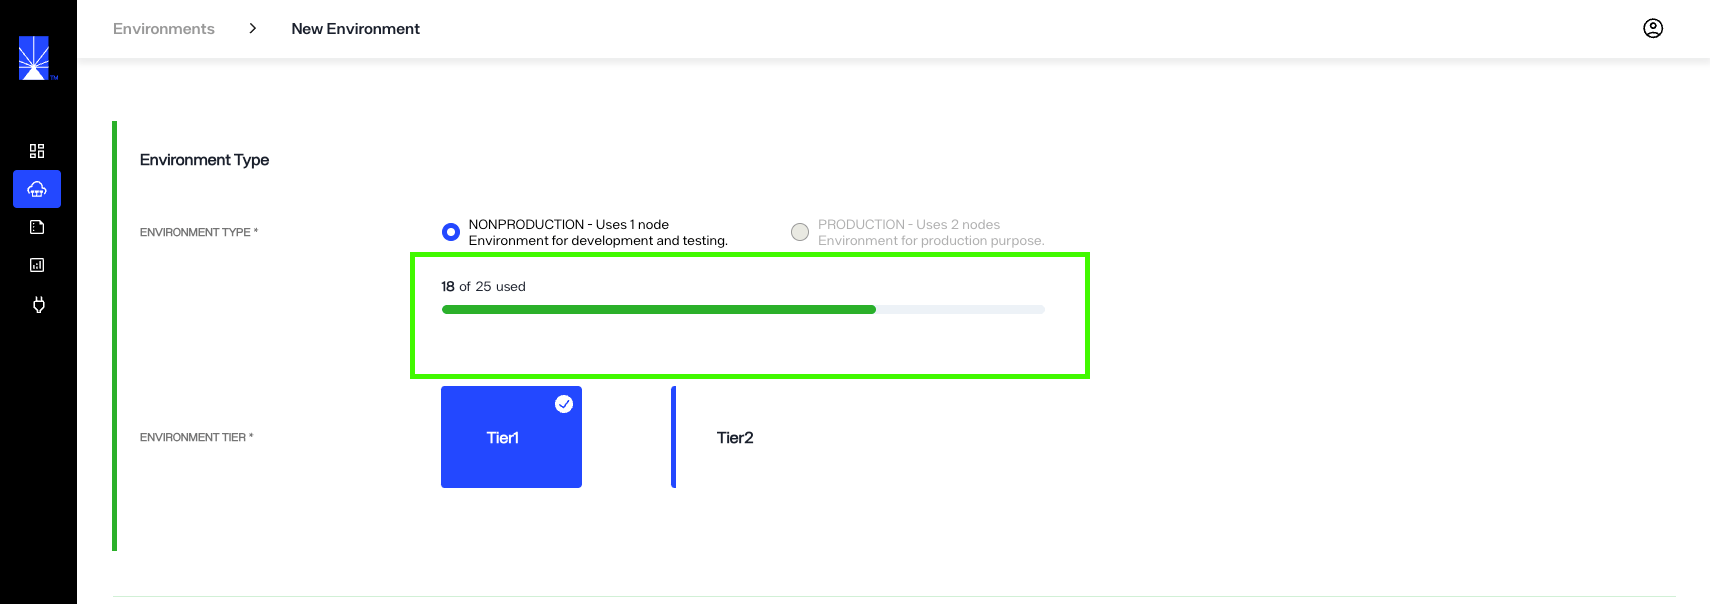 Environments > New Environment
TM
Environment Type
ENVIRONMENT TYPE *
NONPRODUCTION - Uses 1 node
Environment for development and testing.
PRODUCTION - Uses 2 nodes
Environment for production purpose.
18 of 25 used
ENVIRONMENT TIER *
Tier1
Tier2